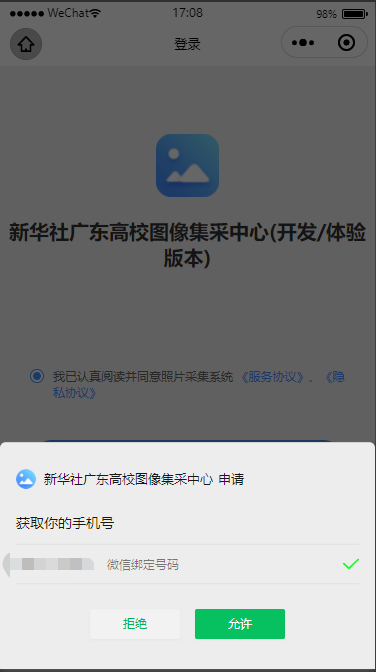 ●●●●● WeChat 17:08 98%
登录
新华社广东高校图像集采中心(开发/体验
版本)
我已认真阅读并同意照片采集系统 《服务协议》、《隐
私协议》
新华社广东高校图像集采中心 申请
获取你的手机号
微信绑定号码
拒绝 允许